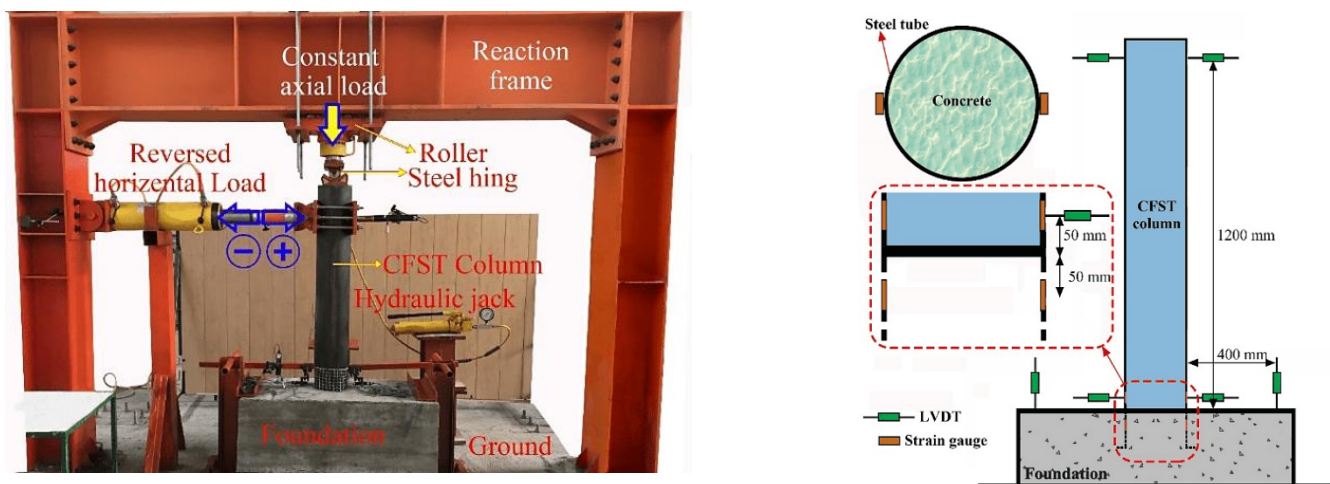 Constant
axial load
Reaction
frame
Reversed
horizental Load
Roller
Steel hing
− +
CFST Column
Hydraulic jack
Foundation
Ground
Steel tube
Concrete
50 mm
50 mm
CFST
column
1200 mm
400 mm
LVDT
Strain gauge
Foundation